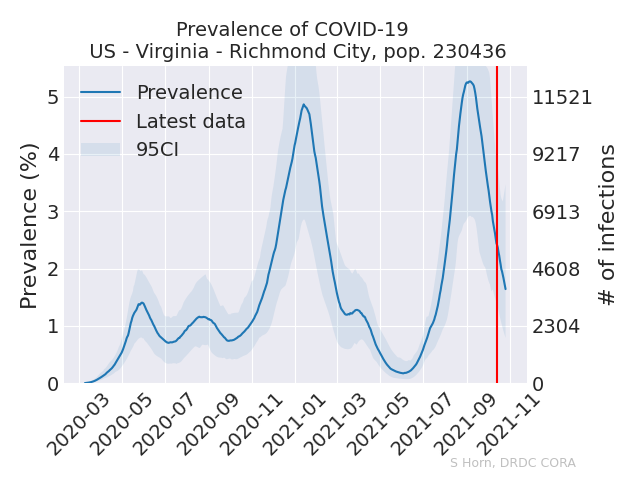 Prevalence of COVID-19
US - Virginia - Richmond City, pop. 230436
Prevalence
Latest data
95CI
Prevalence (%)
5
4
3
2
1
0
11521
9217
6913
4608
2304
0
# of infections
2020-03
2020-05
2020-07
2020-09
2020-11
2021-01
2021-03
2021-05
2021-07
2021-09
2021-11
S Horn, DRDC CORA